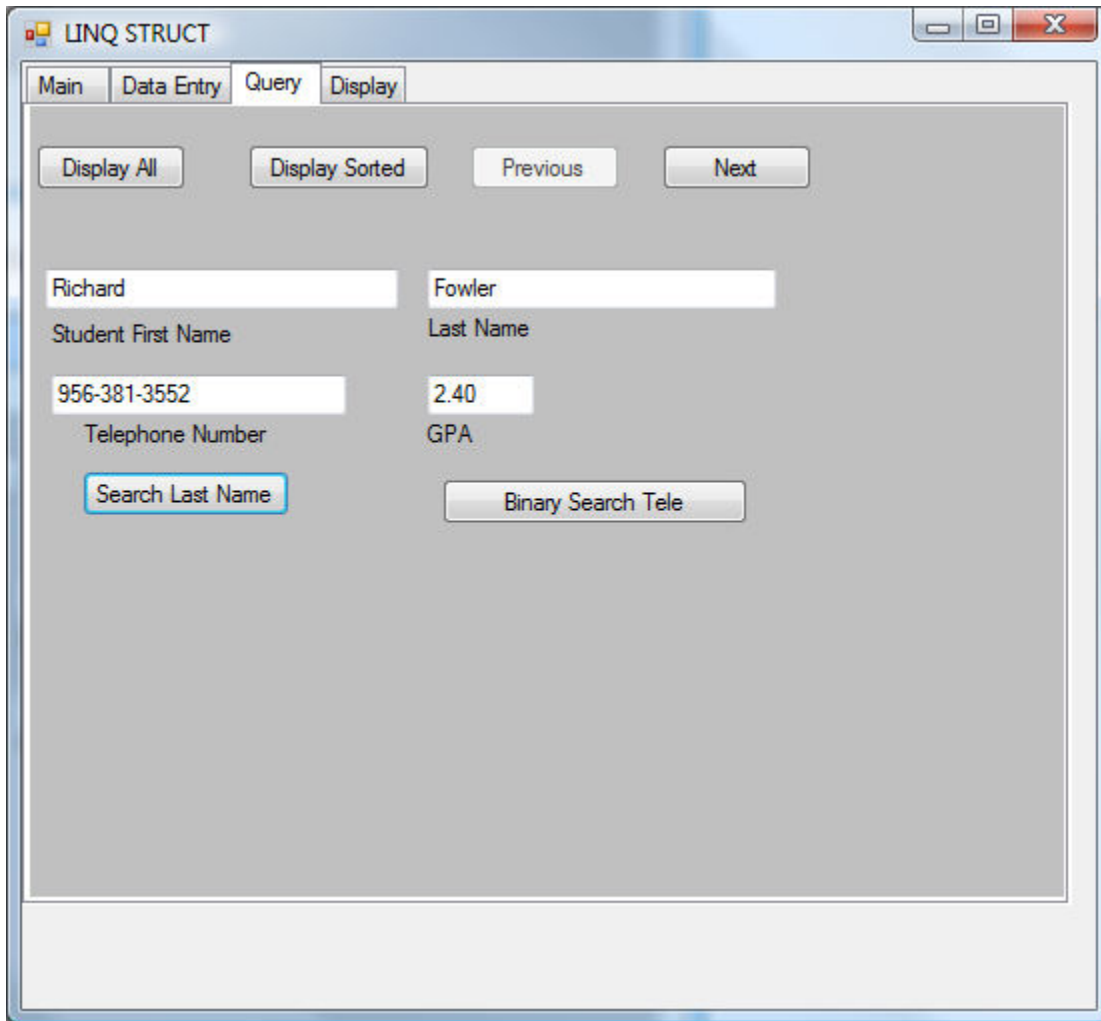 LINQ STRUCT
Main Data Entry Query Display
Display All Display Sorted Previous Next
Richard Fowler
Student First Name Last Name
956-381-3552 2.40
Telephone Number GPA
Search Last Name Binary Search Tele